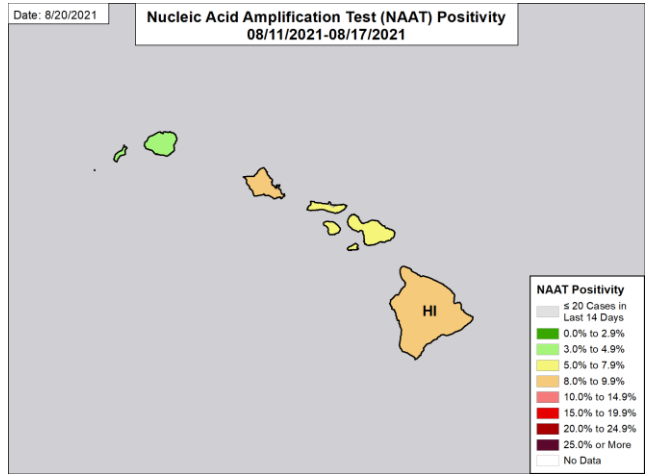 Date: 8/20/2021
Nucleic Acid Amplification Test (NAAT) Positivity
08/11/2021-08/17/2021
HI
NAAT Positivity
≤ 20 Cases in
Last 14 Days
0.0% to 2.9%
3.0% to 4.9%
5.0% to 7.9%
8.0% to 9.9%
10.0% to 14.9%
15.0% to 19.9%
20.0% to 24.9%
25.0% or More
No Data